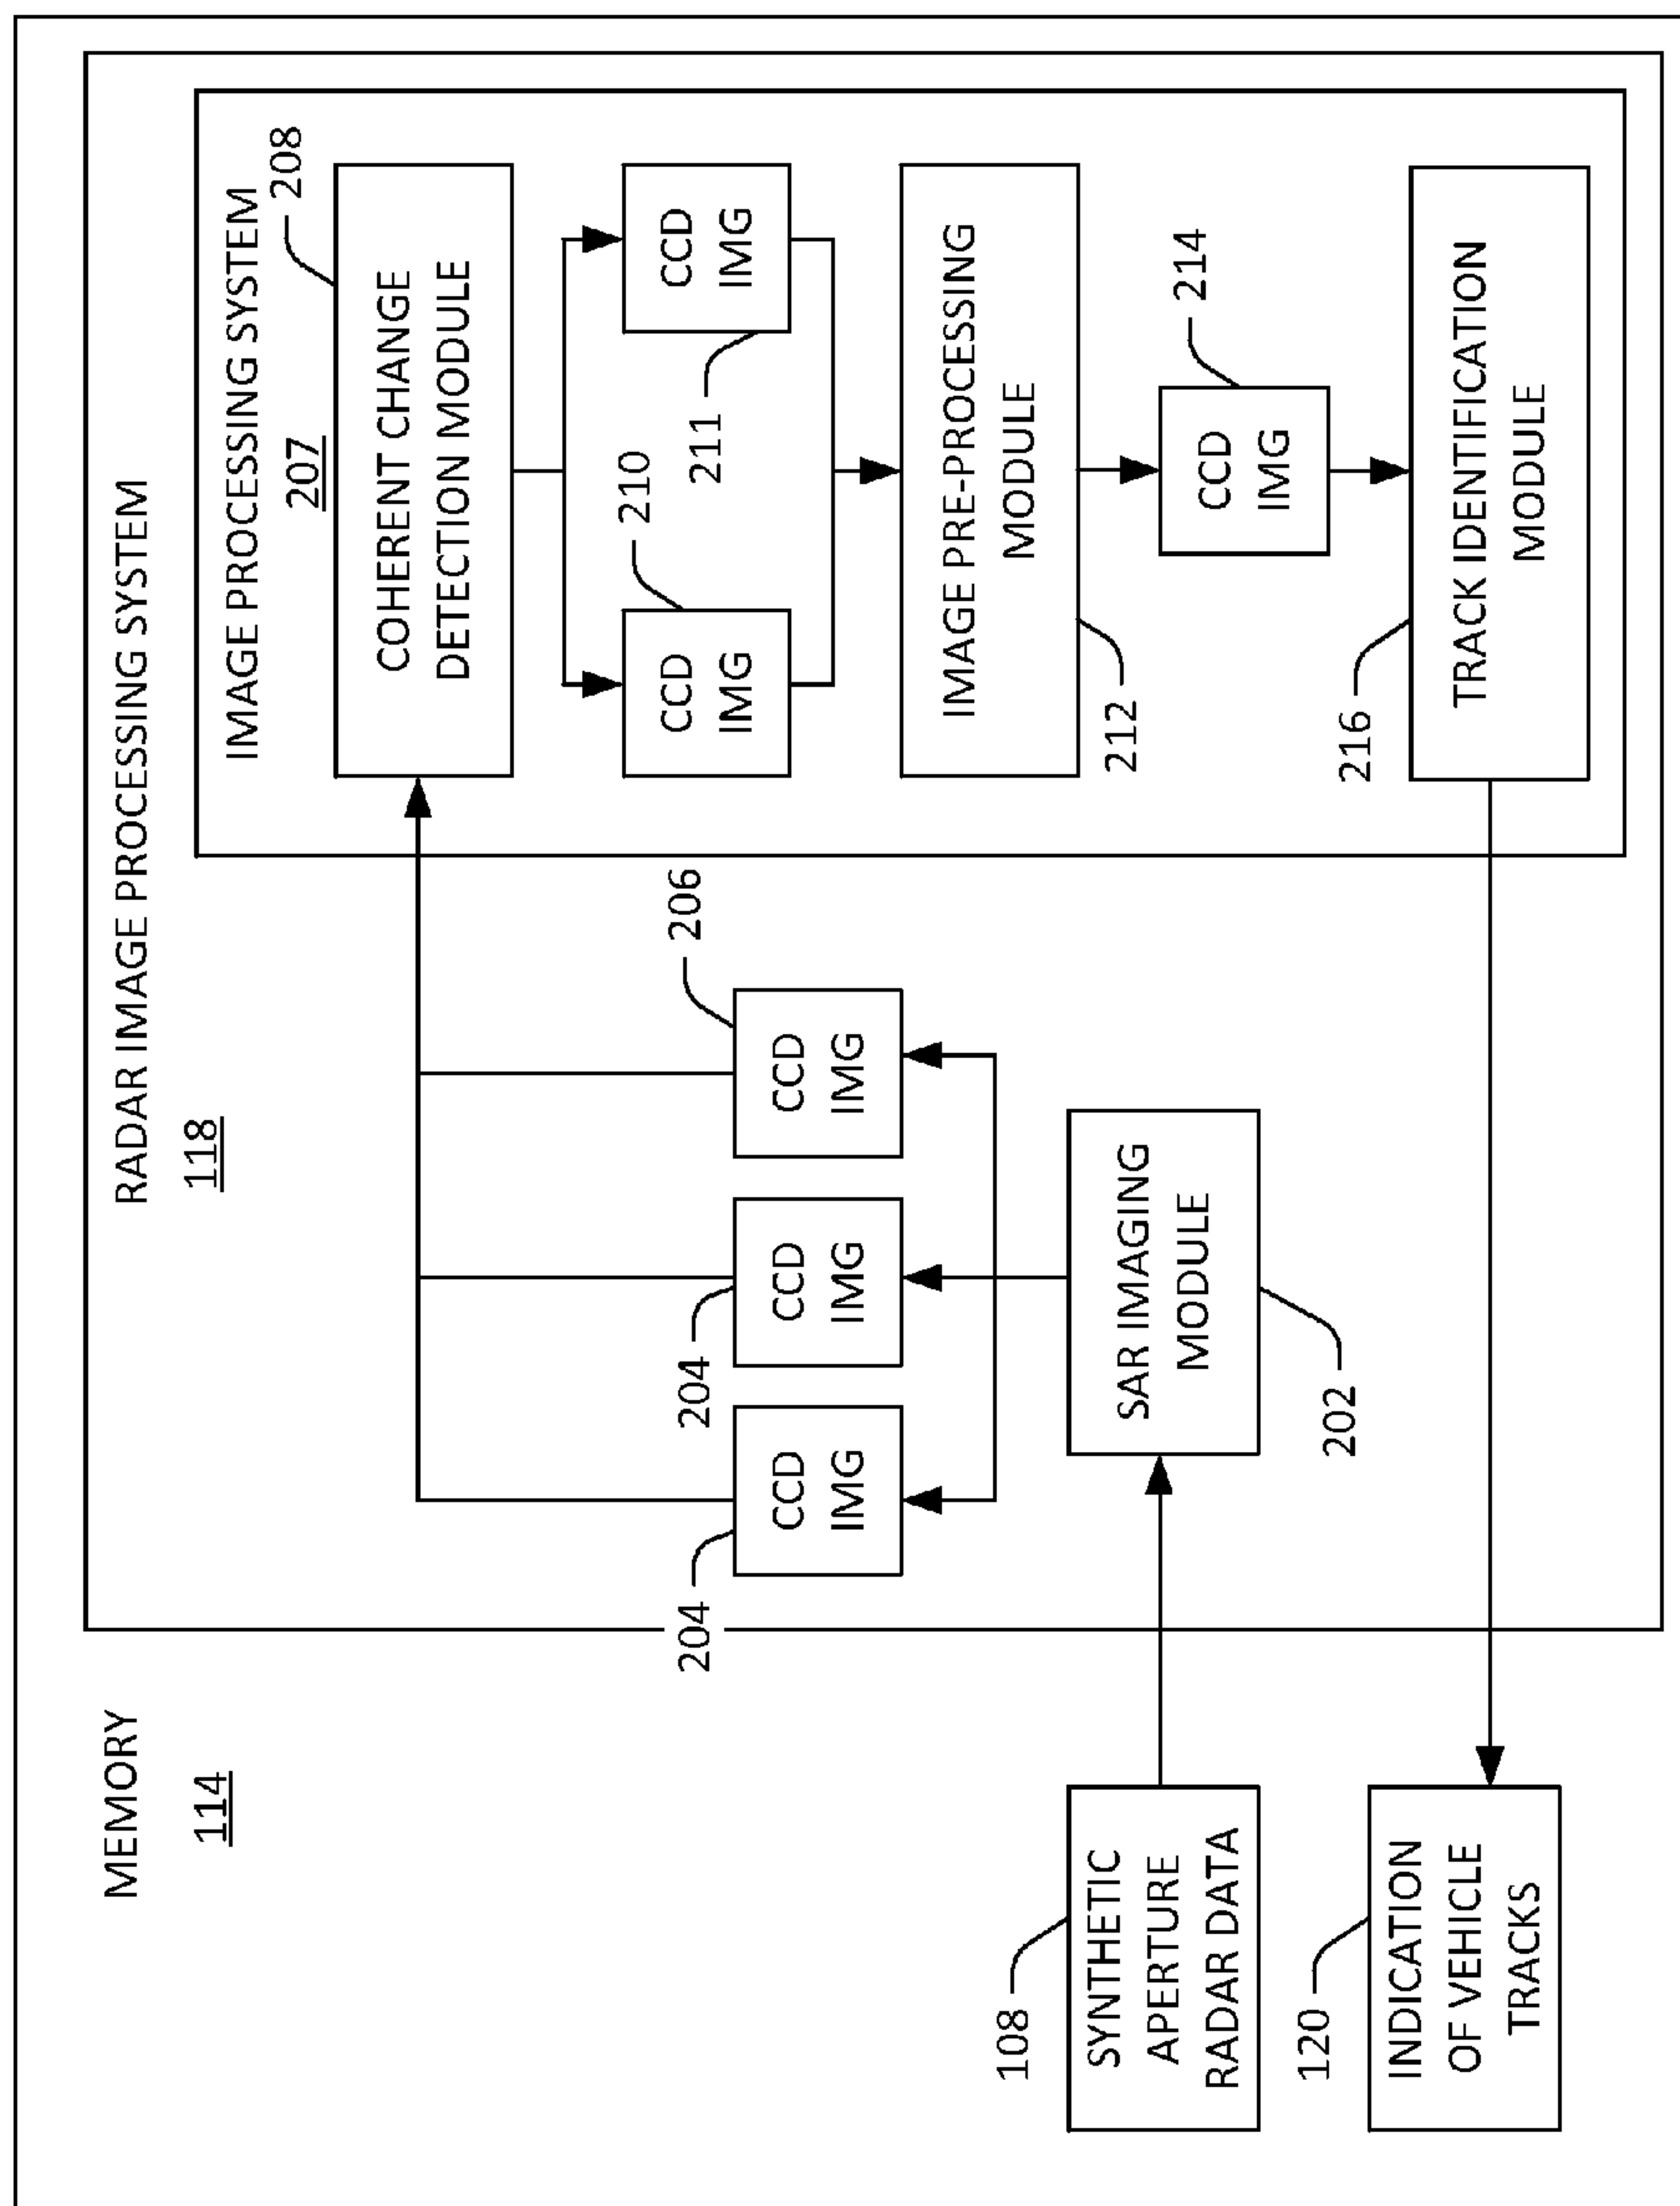 MEMORY
114
RADAR IMAGE PROCESSING SYSTEM
118
IMAGE PROCESSING SYSTEM
207
208
COHERENT CHANGE
DETECTION MODULE
210
CCD
IMG
CCD
IMG
211
IMAGE PRE-PROCESSING
MODULE
212
CCD
IMG
214
TRACK IDENTIFICATION
MODULE
216
204
CCD
IMG
204
CCD
IMG
206
CCD
IMG
SAR IMAGING
MODULE
202
108
SYNTHETIC
APERTURE
RADAR DATA
120
INDICATION
OF VEHICLE
TRACKS